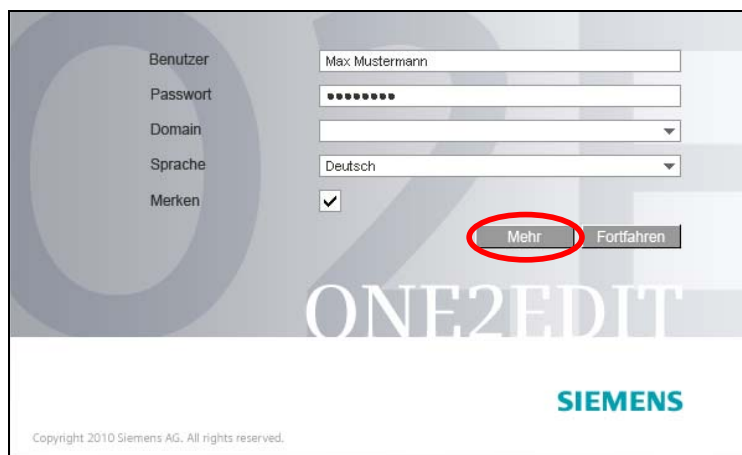 Benutzer Max Mustermann
Passwort ••••••••
Domain
Sprache Deutsch
Merken
Mehr Fortfahren
O2E
ONE2EDIT
SIEMENS
Copyright 2010 Siemens AG. All rights reserved.